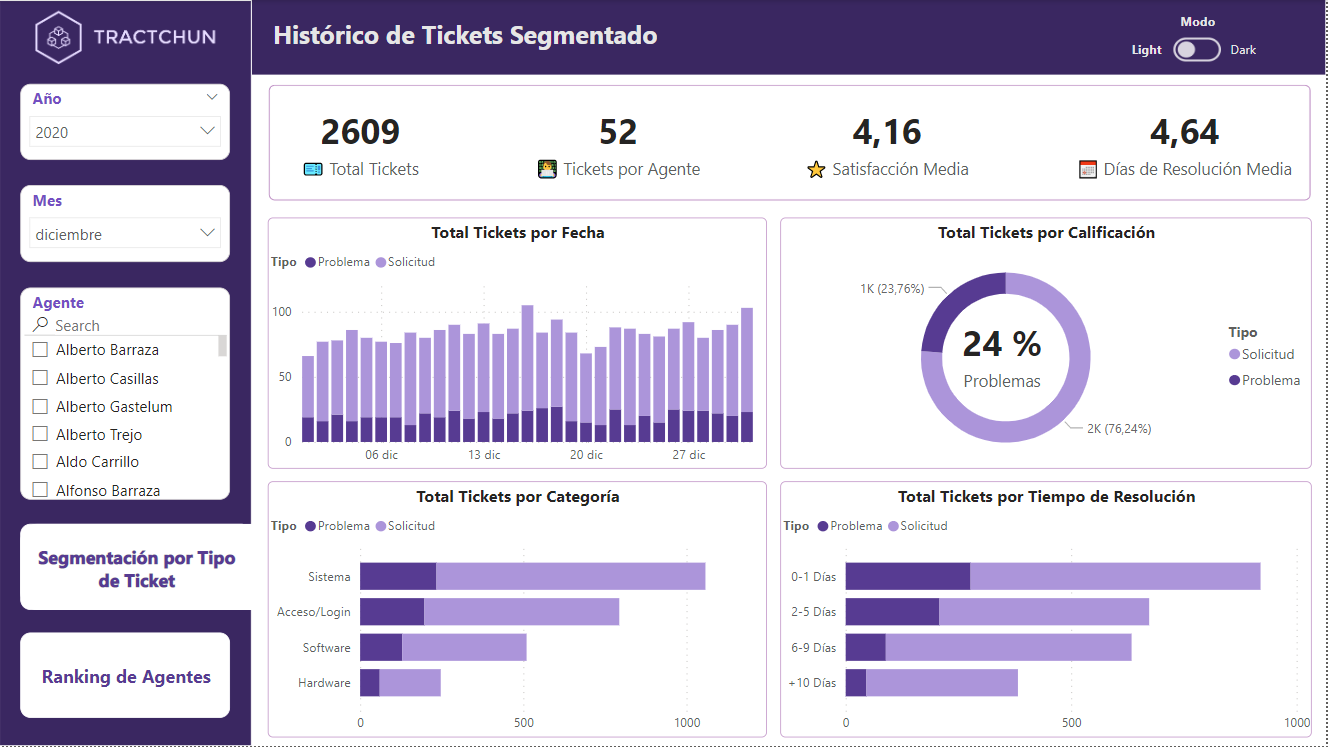 TRACTCHUN
Histórico de Tickets Segmentado
Modo
Light
Dark
Año
2020
Mes
diciembre
Agente
Search
Alberto Barraza
Alberto Casillas
Alberto Gastelum
Alberto Trejo
Aldo Carrillo
Alfonso Barraza
Segmentación por Tipo
de Ticket
Ranking de Agentes
2609
Total Tickets
52
Tickets por Agente
4,16
Satisfacción Media
4,64
Días de Resolución Media
Total Tickets por Fecha
Tipo Problema Solicitud
100
50
0
06 dic 13 dic 20 dic 27 dic
Total Tickets por Calificación
1K (23,76%)
24 %
Problemas
2K (76,24%)
Tipo
Solicitud
Problema
Total Tickets por Categoría
Tipo Problema Solicitud
Sistema
Acceso/Login
Software
Hardware
0 500 1000
Total Tickets por Tiempo de Resolución
Tipo Problema Solicitud
0-1 Días
2-5 Días
6-9 Días
+10 Días
0 500 1000